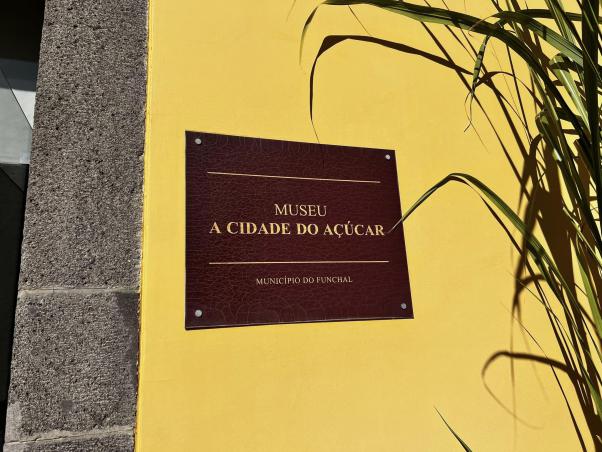 MUSEU
A CIDADE DO AÇÚCAR
MUNICÍPIO DO FUNCHAL